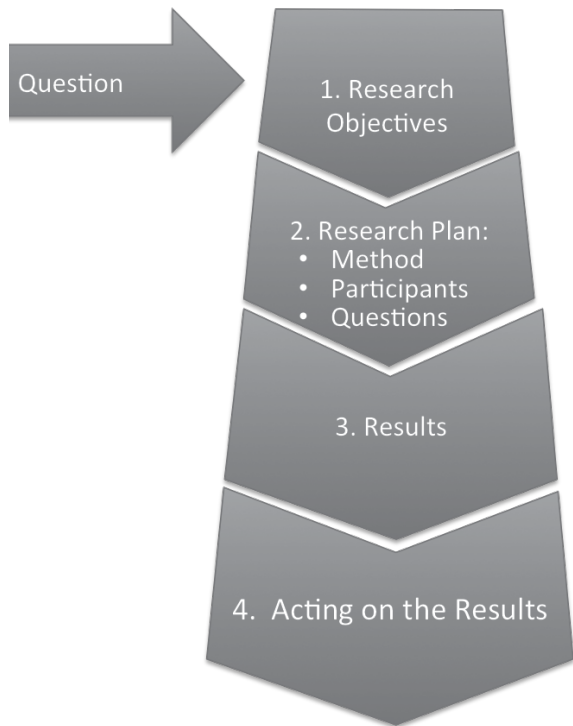 Question
1. Research
Objectives
2. Research Plan:
• Method
• Participants
• Questions
3. Results
4. Acting on the Results